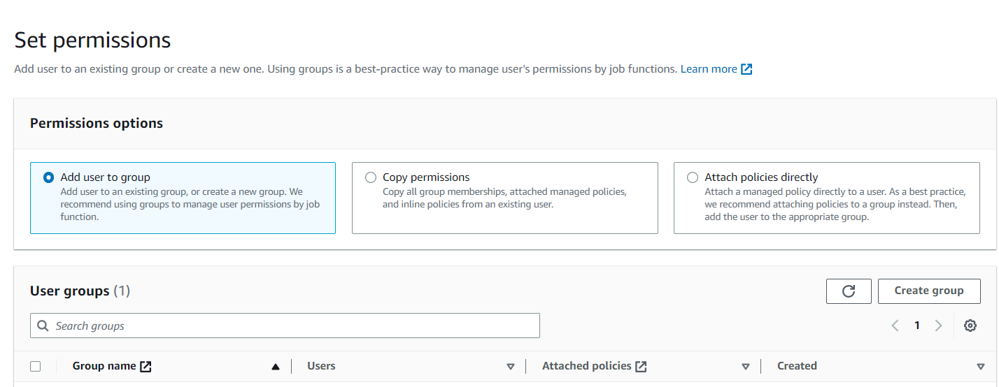 Set permissions
Add user to an existing group or create a new one. Using groups is a best-practice way to manage user's permissions by job functions. Learn more
Permissions options
Add user to group
Add user to an existing group, or create a new group. We
recommend using groups to manage user permissions by job
function.
Copy permissions
Copy all group memberships, attached managed policies,
and inline policies from an existing user.
Attach policies directly
Attach a managed policy directly to a user. As a best practice,
we recommend attaching policies to a group instead. Then,
add the user to the appropriate group.
User groups (1)
Create group
Search groups
1
Group name Users Attached policies Created